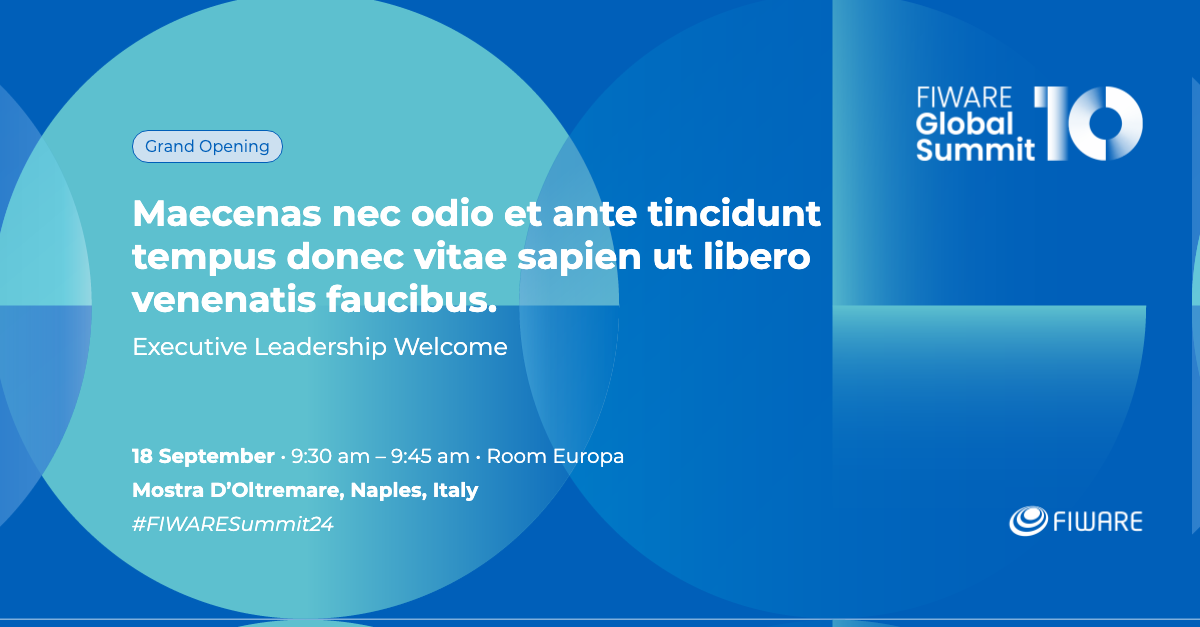 FIWARE
Global
Summit 10
Grand Opening
Maecenas nec odio et ante tincidunt
tempus donec vitae sapien ut libero
venenatis faucibus.
Executive Leadership Welcome
18 September · 9:30 am – 9:45 am · Room Europa
Mostra D’Oltremare, Naples, Italy
#FIWARESummit24
FIWARE